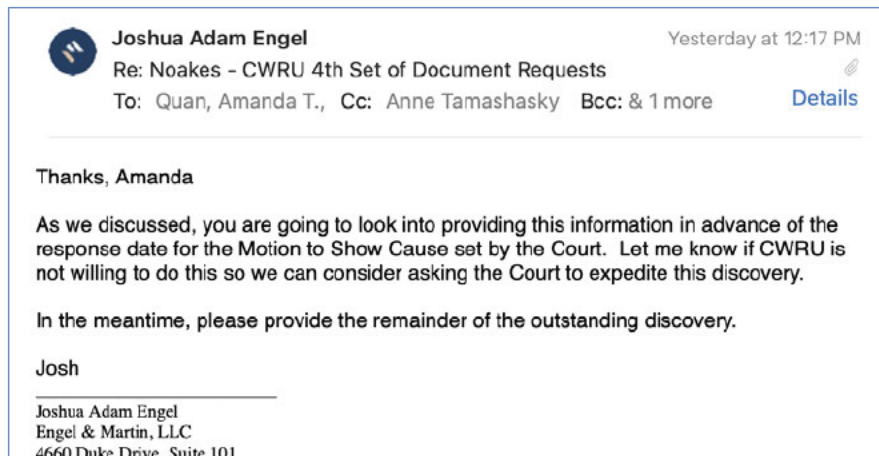 Joshua Adam Engel Yesterday at 12:17 PM
Re: Noakes - CWRU 4th Set of Document Requests
To: Quan, Amanda T., Cc: Anne Tamashasky Bcc: & 1 more Details
Thanks, Amanda
As we discussed, you are going to look into providing this information in advance of the
response date for the Motion to Show Cause set by the Court. Let me know if CWRU is
not willing to do this so we can consider asking the Court to expedite this discovery.
In the meantime, please provide the remainder of the outstanding discovery.
Josh
Joshua Adam Engel
Engel & Martin, LLC
4660 Duke Drive, Suite 101